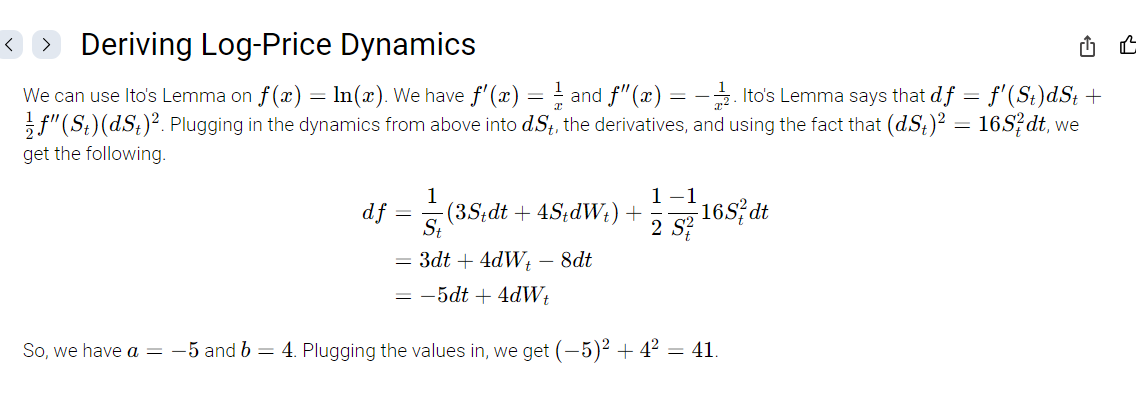 < > Deriving Log-Price Dynamics
We can use Ito's Lemma on $f(x) = \ln(x)$. We have $f'(x) = \frac{1}{x}$ and $f''(x) = -\frac{1}{x^2}$. Ito's Lemma says that $df = f'(S_t)dS_t +$
$\frac{1}{2}f''(S_t)(dS_t)^2$. Plugging in the dynamics from above into $dS_t$, the derivatives, and using the fact that $(dS_t)^2 = 16S_t^2dt$, we
get the following.
$df = \frac{1}{S_t}(3S_tdt + 4S_tdW_t) + \frac{1}{2}\frac{-1}{S_t^2}16S_t^2dt$
$= 3dt + 4dW_t - 8dt$
$= -5dt + 4dW_t$
So, we have $a = -5$ and $b = 4$. Plugging the values in, we get $(-5)^2 + 4^2 = 41$.